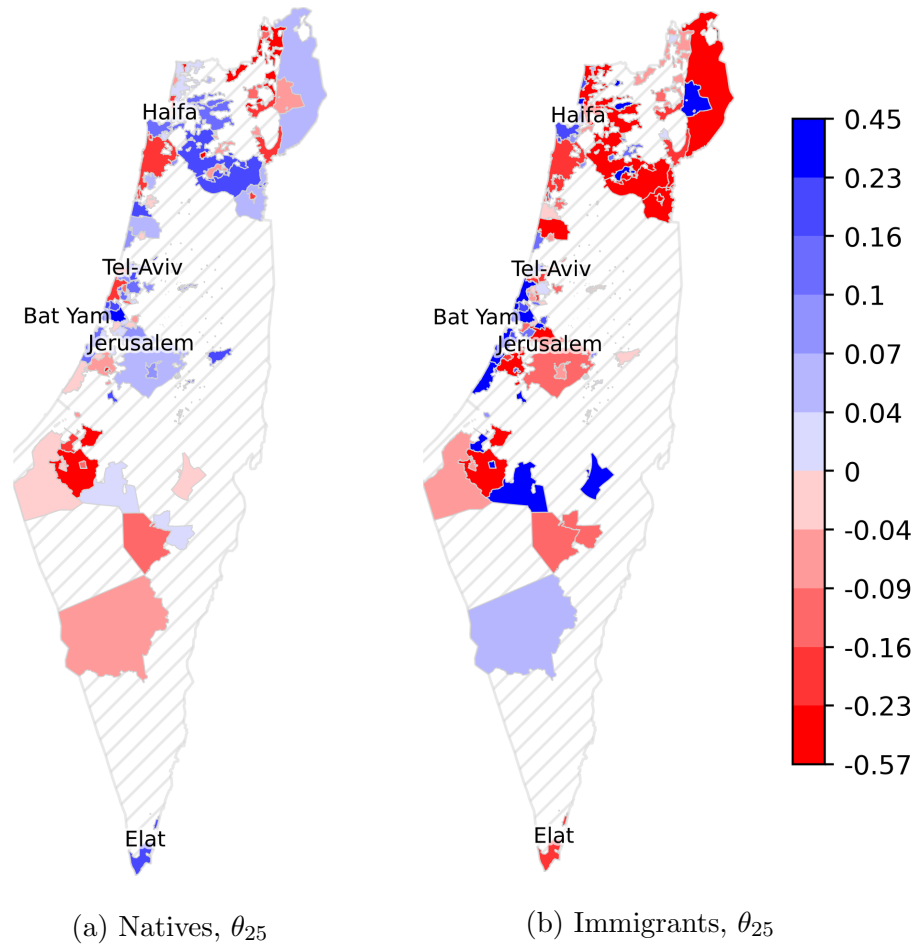 Haifa
Tel-Aviv
Bat Yam
Jerusalem
Elat
(a) Natives, θ25
Haifa
Tel-Aviv
Bat Yam
Jerusalem
Elat
(b) Immigrants, θ25
0.45
0.23
0.16
0.1
0.07
0.04
0
-0.04
-0.09
-0.16
-0.23
-0.57